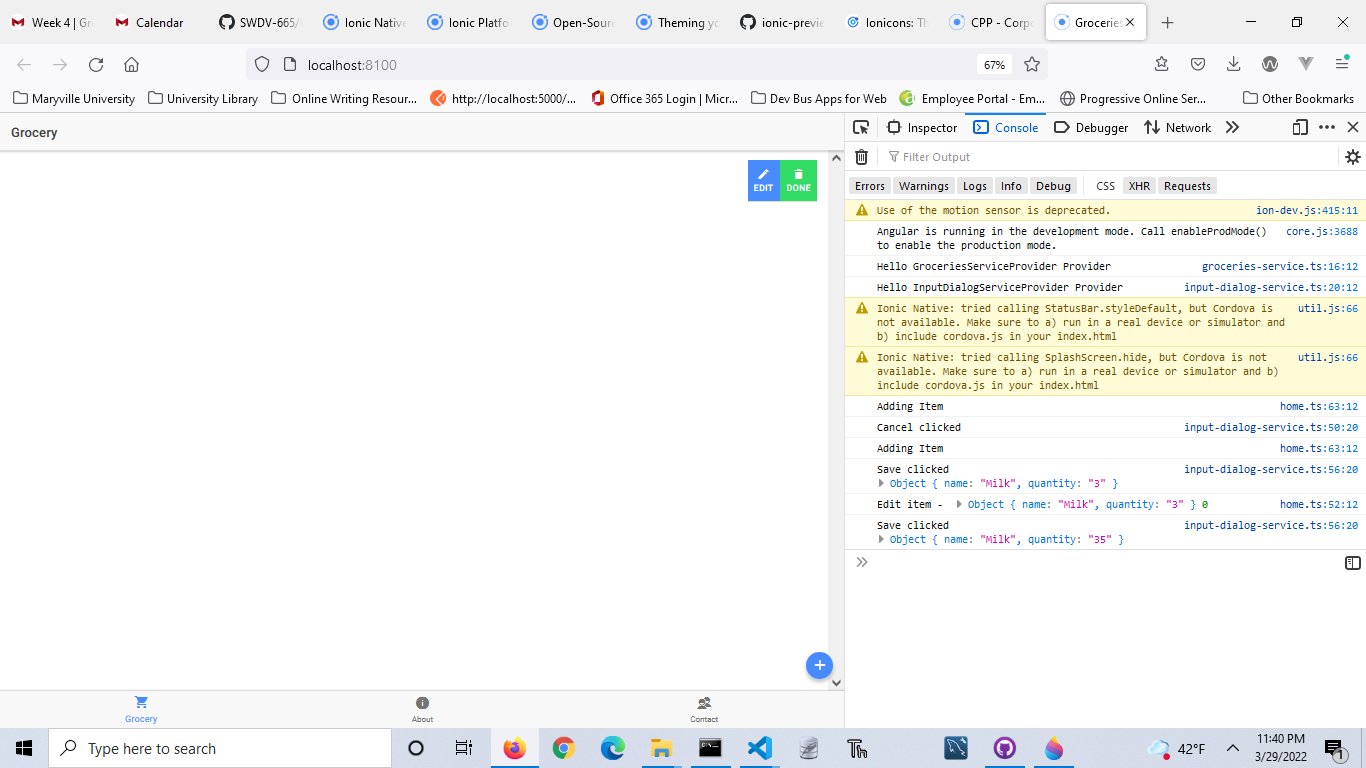 Week 4 | Gr
Calendar
SWDV-665/
Ionic Native
Ionic Platfo
Open-Sourc
Theming yo
ionic-previe
Ionicons: Th
CPP - Corpe
Groceries
localhost:8100
67%
Maryville University
University Library
Online Writing Resour...
http://localhost:5000/...
Office 365 Login | Micr...
Dev Bus Apps for Web
Employee Portal - Em...
Progressive Online Ser...
Other Bookmarks
Grocery
EDIT
DONE
Inspector
Console
Debugger
Network
Filter Output
Errors
Warnings
Logs
Info
Debug
CSS
XHR
Requests
Use of the motion sensor is deprecated. ion-dev.js:415:11
Angular is running in the development mode. Call enableProdMode() core.js:3688
to enable the production mode.
Hello GroceriesServiceProvider Provider groceries-service.ts:16:12
Hello InputDialogServiceProvider Provider input-dialog-service.ts:20:12
Ionic Native: tried calling StatusBar.styleDefault, but Cordova is util.js:66
not available. Make sure to a) run in a real device or simulator and
b) include cordova.js in your index.html
Ionic Native: tried calling SplashScreen.hide, but Cordova is not util.js:66
available. Make sure to a) run in a real device or simulator and b)
include cordova.js in your index.html
Adding Item home.ts:63:12
Cancel clicked input-dialog-service.ts:50:20
Adding Item home.ts:63:12
Save clicked input-dialog-service.ts:56:20
Object { name: "Milk", quantity: "3" }
Edit item - Object { name: "Milk", quantity: "3" } 0 home.ts:52:12
Save clicked input-dialog-service.ts:56:20
Object { name: "Milk", quantity: "35" }
Grocery
About
Contact
Type here to search
42°F
11:40 PM
3/29/2022
1